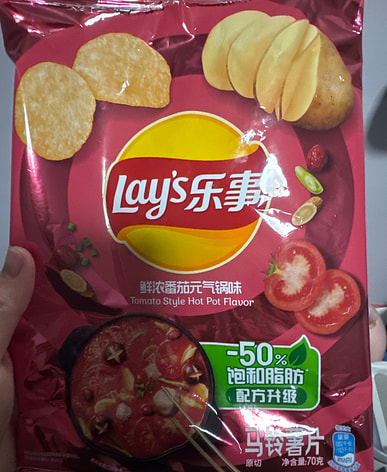 Lay's乐事
鲜浓番茄元气锅味
Tomato Style Hot Pot Flavor
-50%
饱和脂肪
配方升级
马铃薯片
原切
净含量:70克